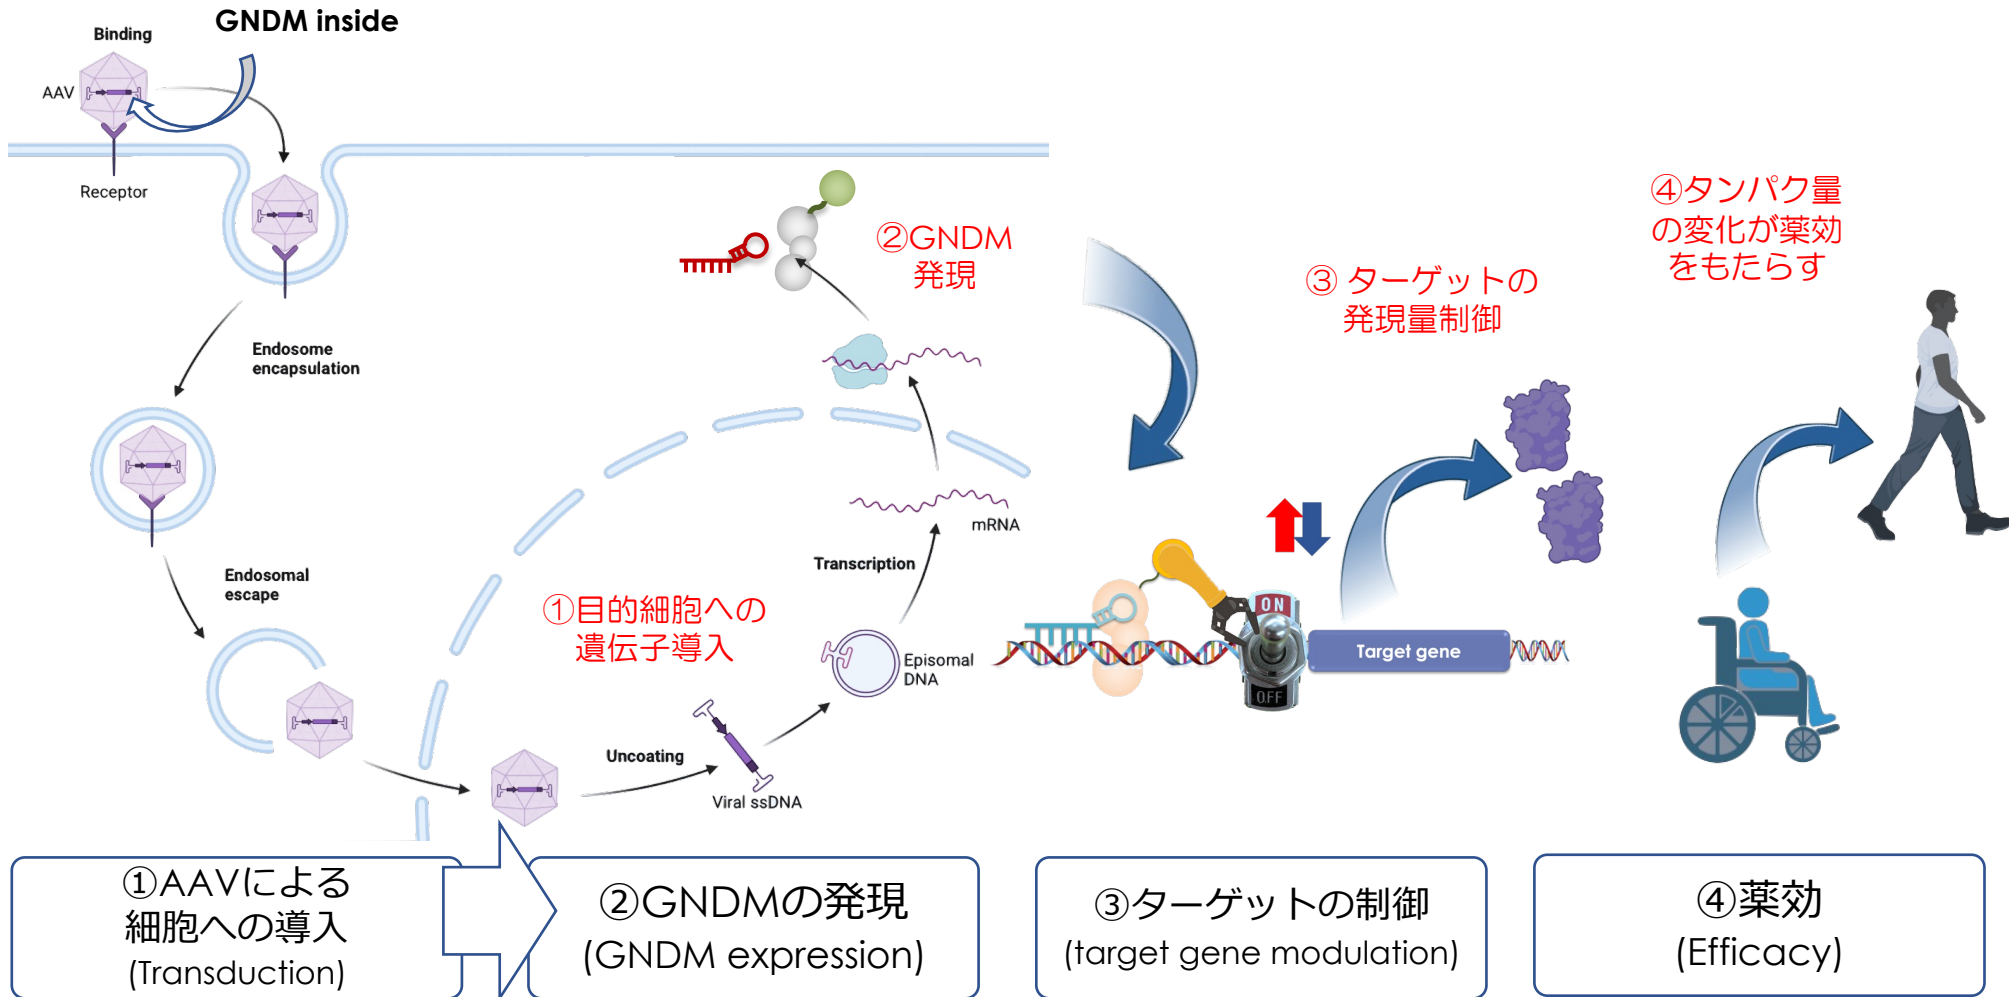 GNDM inside
Binding
AAV
Receptor
Endosome
encapsulation
Endosomal
escape
Uncoating
Viral ssDNA
①目的細胞への
遺伝子導入
Episomal
DNA
Transcription
mRNA
②GNDM
発現
③ ターゲットの
発現量制御
ON
OFF
Target gene
④タンパク量
の変化が薬効
をもたらす
①AAVによる
細胞への導入
(Transduction)
②GNDMの発現
(GNDM expression)
③ターゲットの制御
(target gene modulation)
④薬効
(Efficacy)